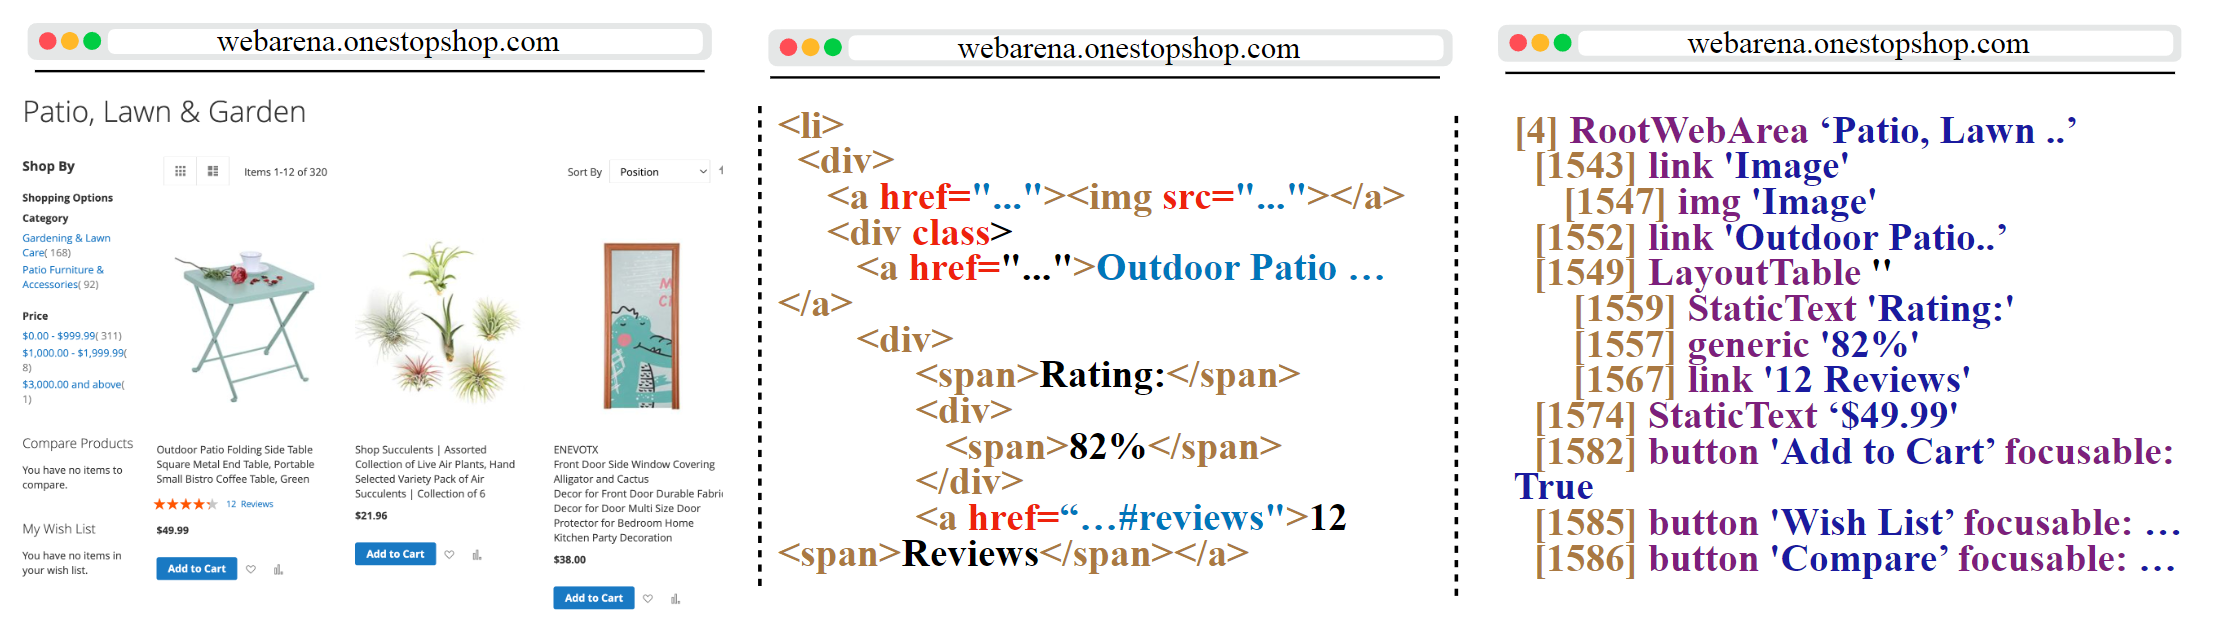 webarena.onestopshop.com
Patio, Lawn & Garden
Shop By
Items 1-12 of 320
Sort By Position
Shopping Options
Category
Gardening & Lawn
Care( 168)
Patio Furniture &
Accessories( 92)
Price
$0.00 - $999.99( 311)
$1,000.00 - $1,999.99(
8)
$3,000.00 and above(
1)
Compare Products
You have no items to
compare.
My Wish List
You have no items in
your wish list.
Outdoor Patio Folding Side Table
Square Metal End Table, Portable
Small Bistro Coffee Table, Green
12 Reviews
$49.99
Add to Cart
Shop Succulents | Assorted
Collection of Live Air Plants, Hand
Selected Variety Pack of Air
Succulents | Collection of 6
$21.96
Add to Cart
M
CI
ENEVOTX
Front Door Side Window Covering
Alligator and Cactus
Decor for Front Door Durable Fabri
Decor for Door Multi Size Door
Protector for Bedroom Home
Kitchen Party Decoration
$38.00
Add to Cart
webarena.onestopshop.com
<li>
<div>
<a href="..."><img src="..."></a>
<div class>
<a href="...">Outdoor Patio …
</a>
<div>
<span>Rating:</span>
<div>
<span>82%</span>
</div>
<a href=“…#reviews">12
<span>Reviews</span></a>
webarena.onestopshop.com
[4] RootWebArea ‘Patio, Lawn ..’
[1543] link 'Image'
[1547] img 'Image'
[1552] link 'Outdoor Patio..’
[1549] LayoutTable ''
[1559] StaticText 'Rating:'
[1557] generic '82%'
[1567] link '12 Reviews'
[1574] StaticText ‘$49.99'
[1582] button 'Add to Cart’ focusable:
True
[1585] button 'Wish List’ focusable: …
[1586] button 'Compare’ focusable: …